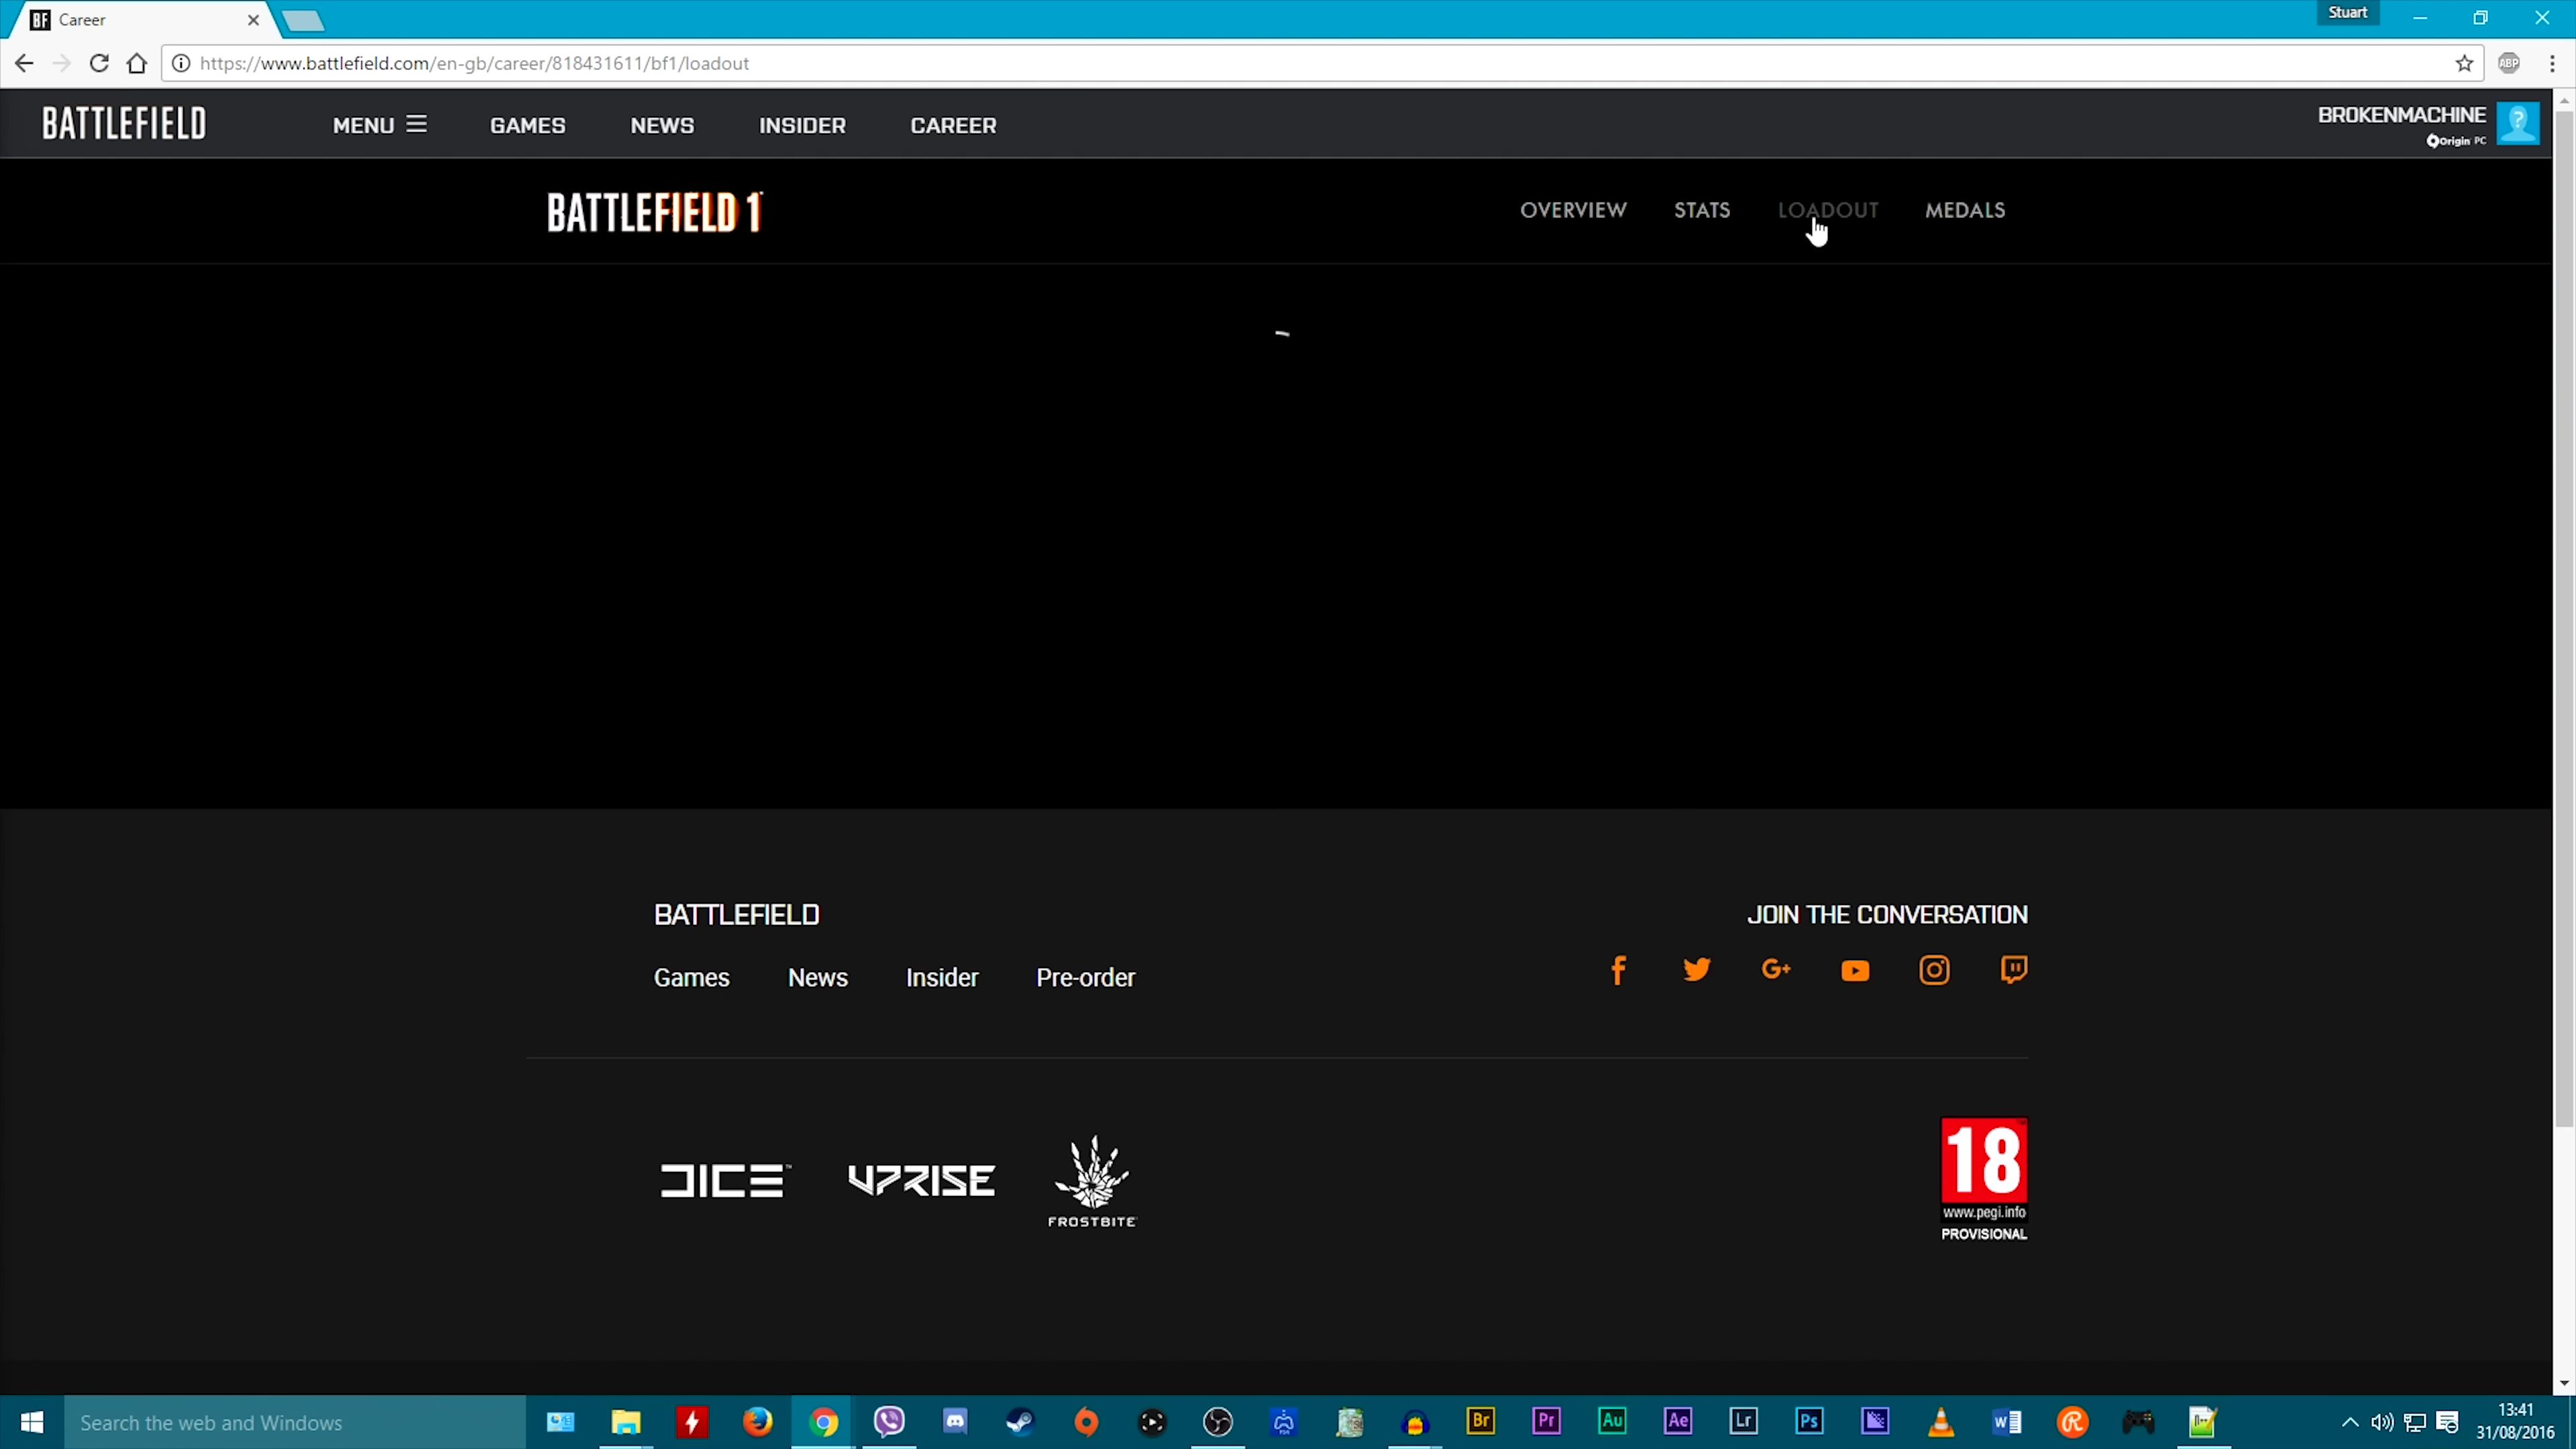 BF Career
Stuart
https://www.battlefield.com/en-gb/career/818431611/bf1/loadout
ABP
BATTLEFIELD
MENU GAMES NEWS INSIDER CAREER
BROKENMACHINE
Origin PC
BATTLEFIELD 1
OVERVIEW STATS LOADOUT MEDALS
BATTLEFIELD
JOIN THE CONVERSATION
Games News Insider Pre-order
G+
DICE™ UPRISE
FROSTBITE
18
www.pegi.info
PROVISIONAL
Search the web and Windows
Br Pr Au Ae Lr Ps
13:41
31/08/2016